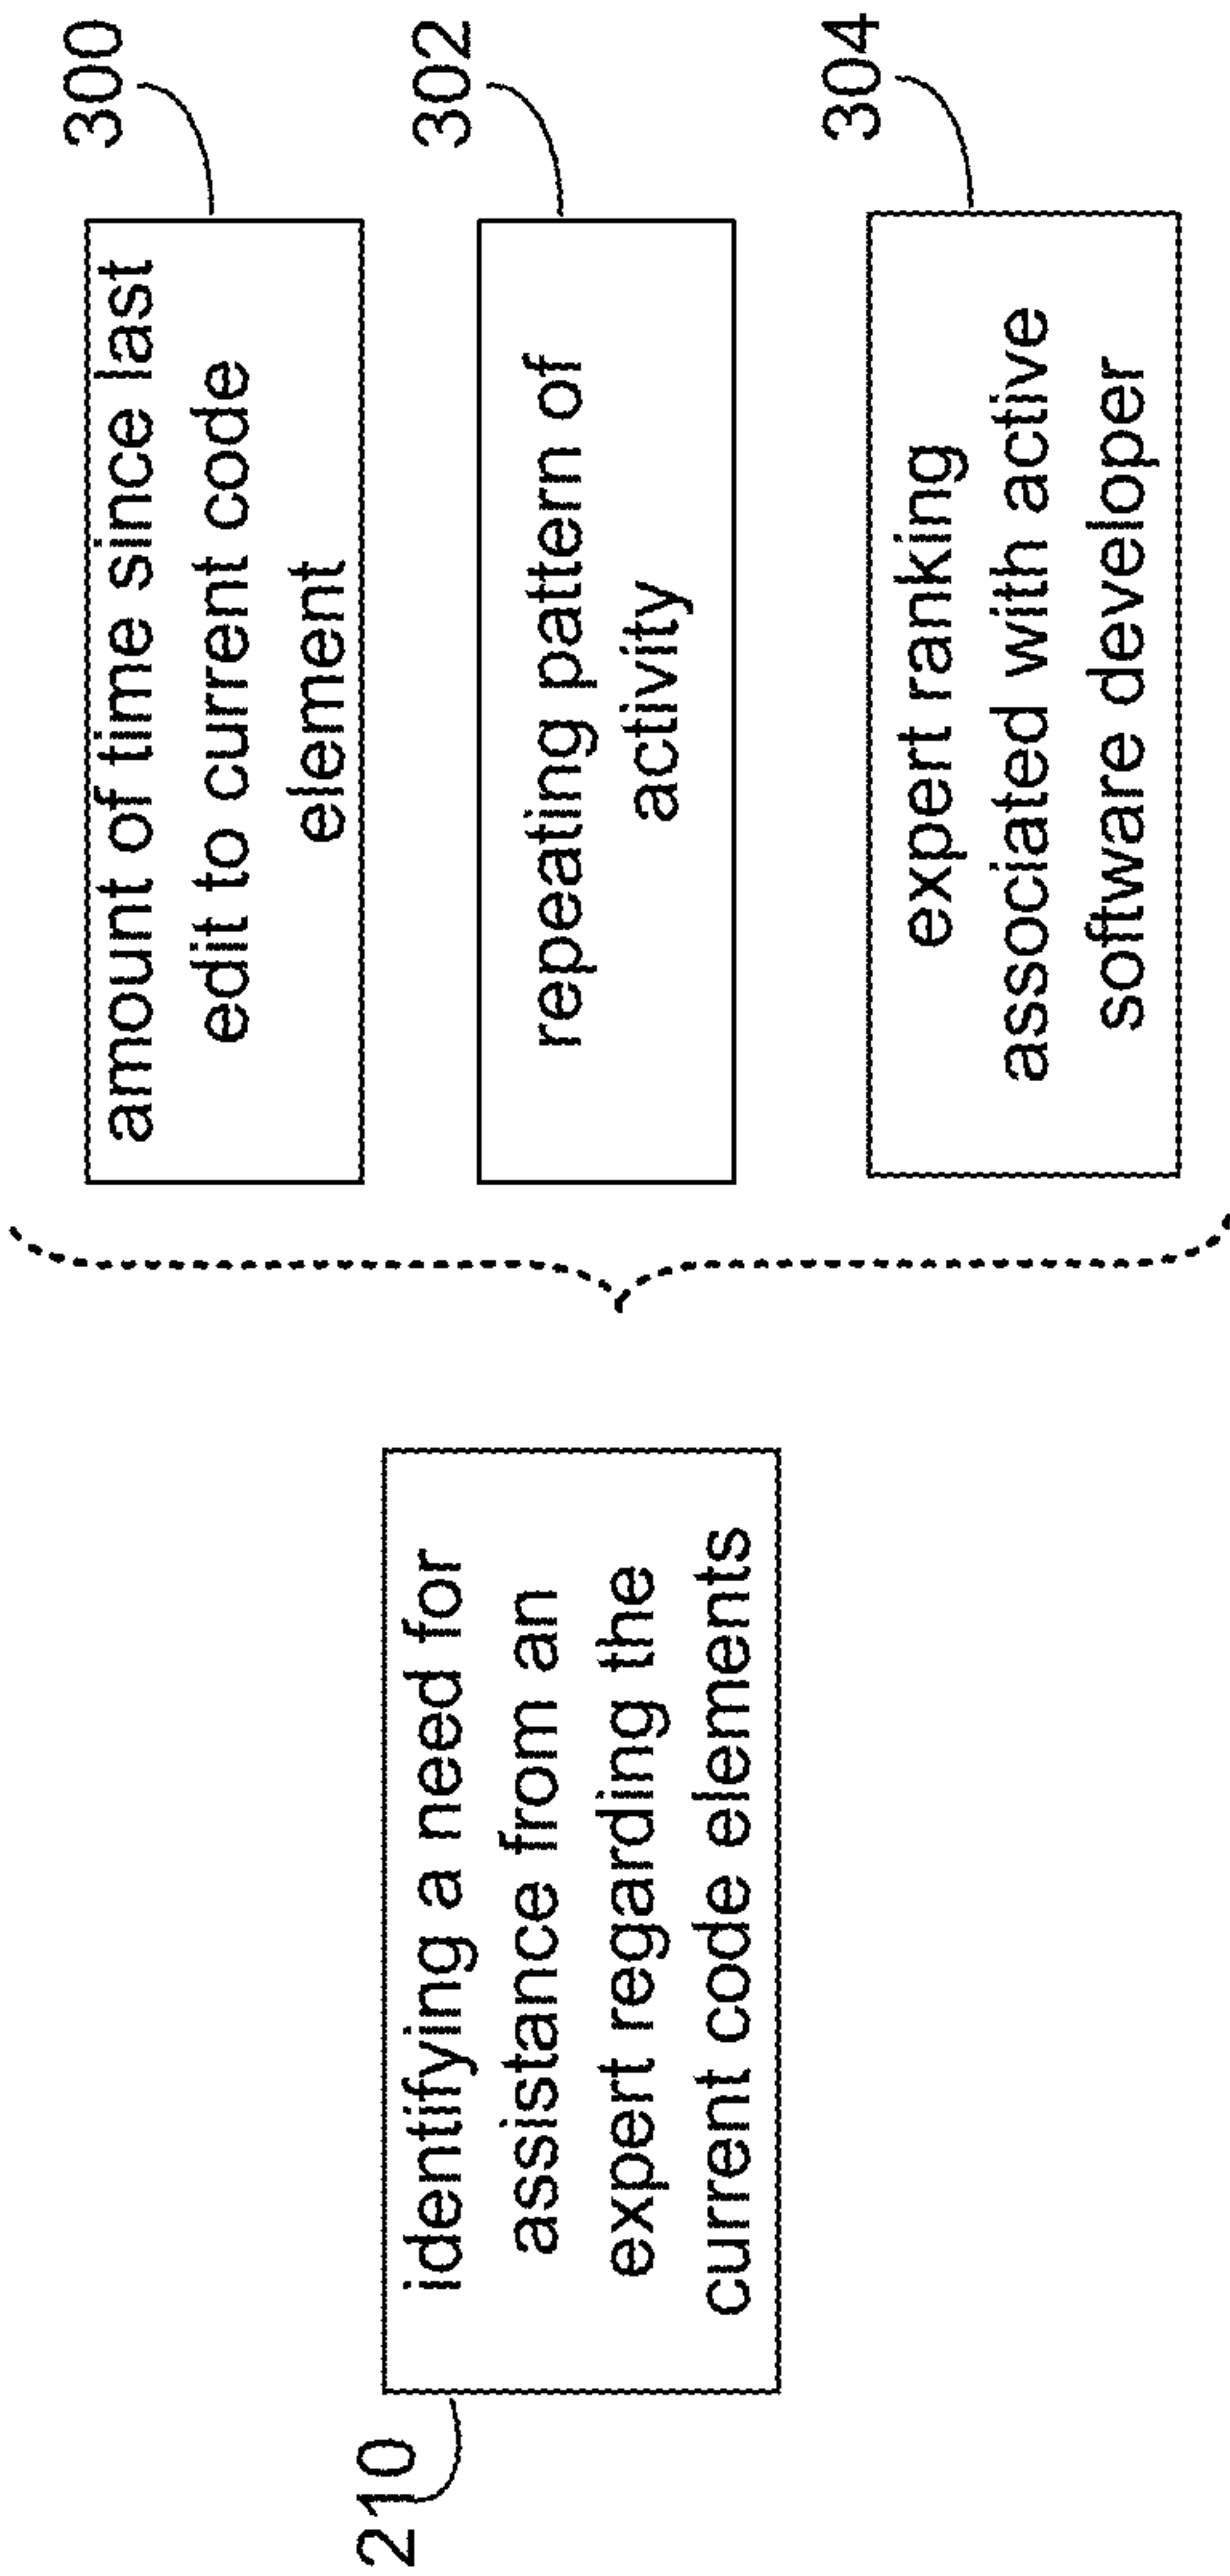 210
identifying a need for
assistance from an
expert regarding the
current code elements
300
amount of time since last
edit to current code
element
302
repeating pattern of
activity
304
expert ranking
associated with active
software developer